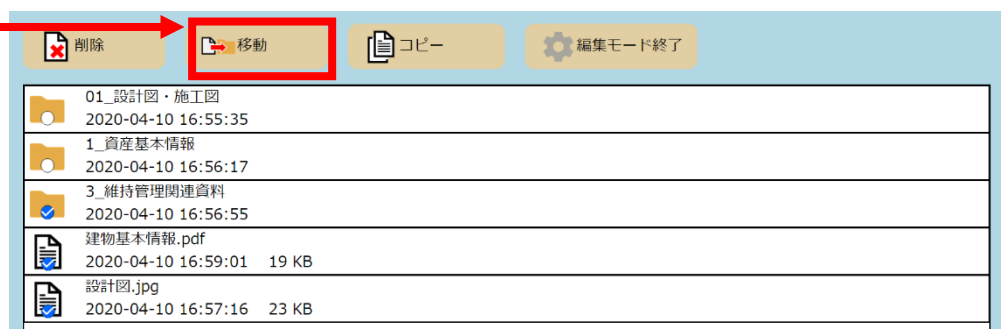 削除 移動 コピー 編集モード終了
01_設計図・施工図
2020-04-10 16:55:35
1_資産基本情報
2020-04-10 16:56:17
3_維持管理関連資料
2020-04-10 16:56:55
建物基本情報.pdf
2020-04-10 16:59:01 19 KB
設計図.jpg
2020-04-10 16:57:16 23 KB